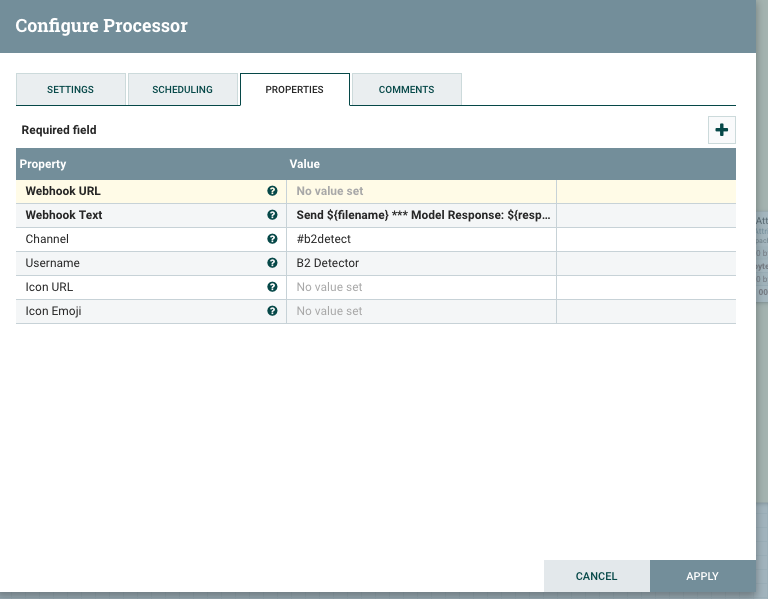 Configure Processor
SETTINGS SCHEDULING PROPERTIES COMMENTS
Required field
Property Value
Webhook URL No value set
Webhook Text Send ${filename} *** Model Response: ${resp...
Channel #b2detect
Username B2 Detector
Icon URL No value set
Icon Emoji No value set
CANCEL APPLY